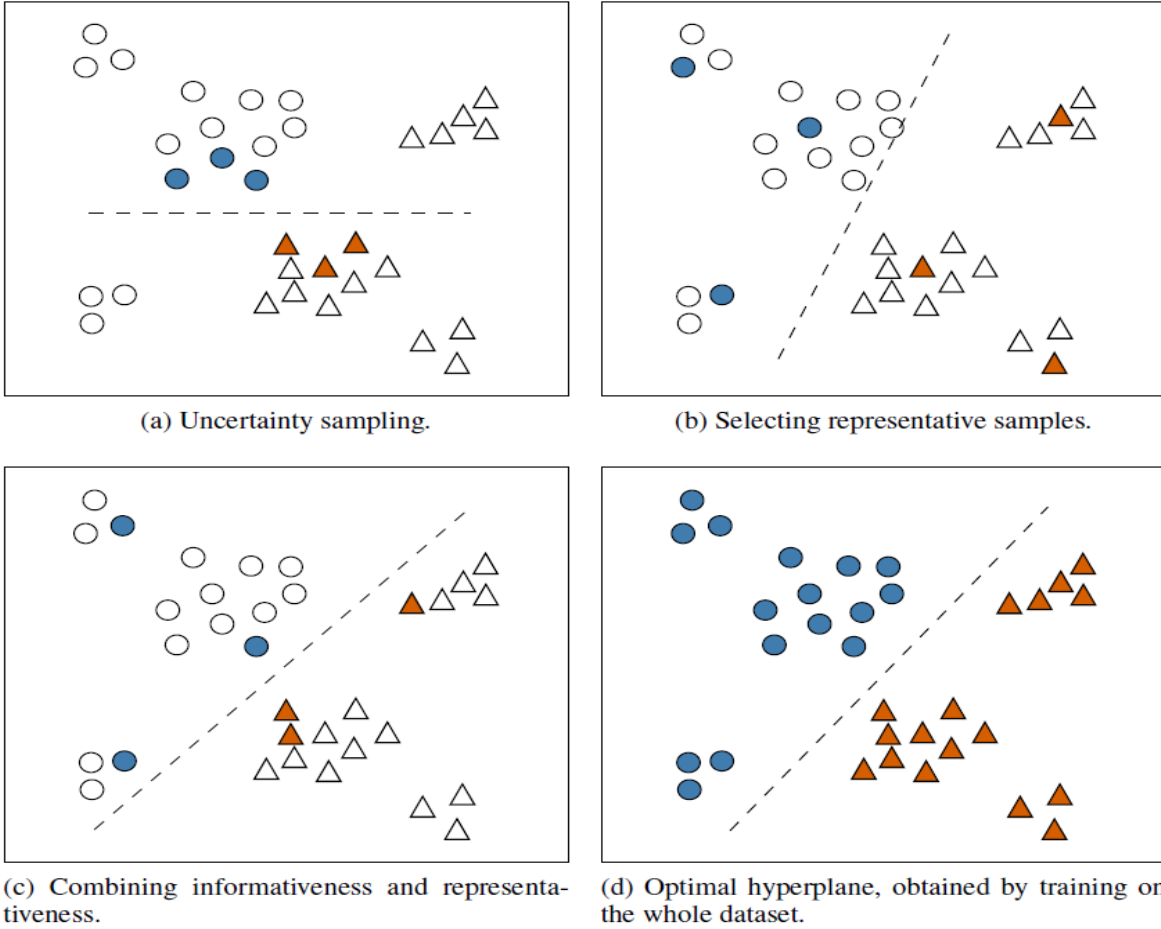 (a) Uncertainty sampling.
(b) Selecting representative samples.
(c) Combining informativeness and representa-
tiveness.
(d) Optimal hyperplane, obtained by training on
the whole dataset.